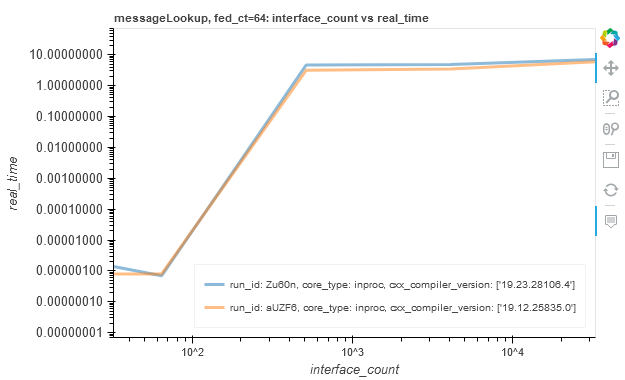 messageLookup, fed_ct=64: interface_count vs real_time
real_time
10.00000000
1.00000000
0.10000000
0.01000000
0.00100000
0.00010000
0.00001000
0.00000100
0.00000010
0.00000001
run_id: Zu60n, core_type: inproc, cxx_compiler_version: ['19.23.28106.4']
run_id: aUZF6, core_type: inproc, cxx_compiler_version: ['19.12.25835.0']
10^2
10^3
10^4
interface_count